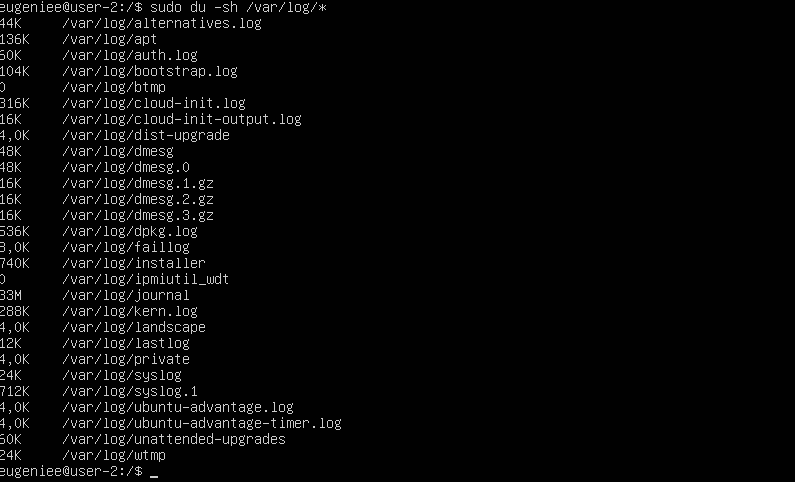 eugeniee@user-2:/$ sudo du -sh /var/log/*
44K /var/log/alternatives.log
136K /var/log/apt
60K /var/log/auth.log
104K /var/log/bootstrap.log
0 /var/log/btmp
316K /var/log/cloud-init.log
16K /var/log/cloud-init-output.log
4,0K /var/log/dist-upgrade
48K /var/log/dmesg
48K /var/log/dmesg.0
16K /var/log/dmesg.1.gz
16K /var/log/dmesg.2.gz
16K /var/log/dmesg.3.gz
536K /var/log/dpkg.log
8,0K /var/log/faillog
740K /var/log/installer
0 /var/log/ipmiutil_wdt
33M /var/log/journal
288K /var/log/kern.log
4,0K /var/log/landscape
12K /var/log/lastlog
4,0K /var/log/private
24K /var/log/syslog
712K /var/log/syslog.1
4,0K /var/log/ubuntu-advantage.log
4,0K /var/log/ubuntu-advantage-timer.log
60K /var/log/unattended-upgrades
24K /var/log/wtmp
eugeniee@user-2:/$ _